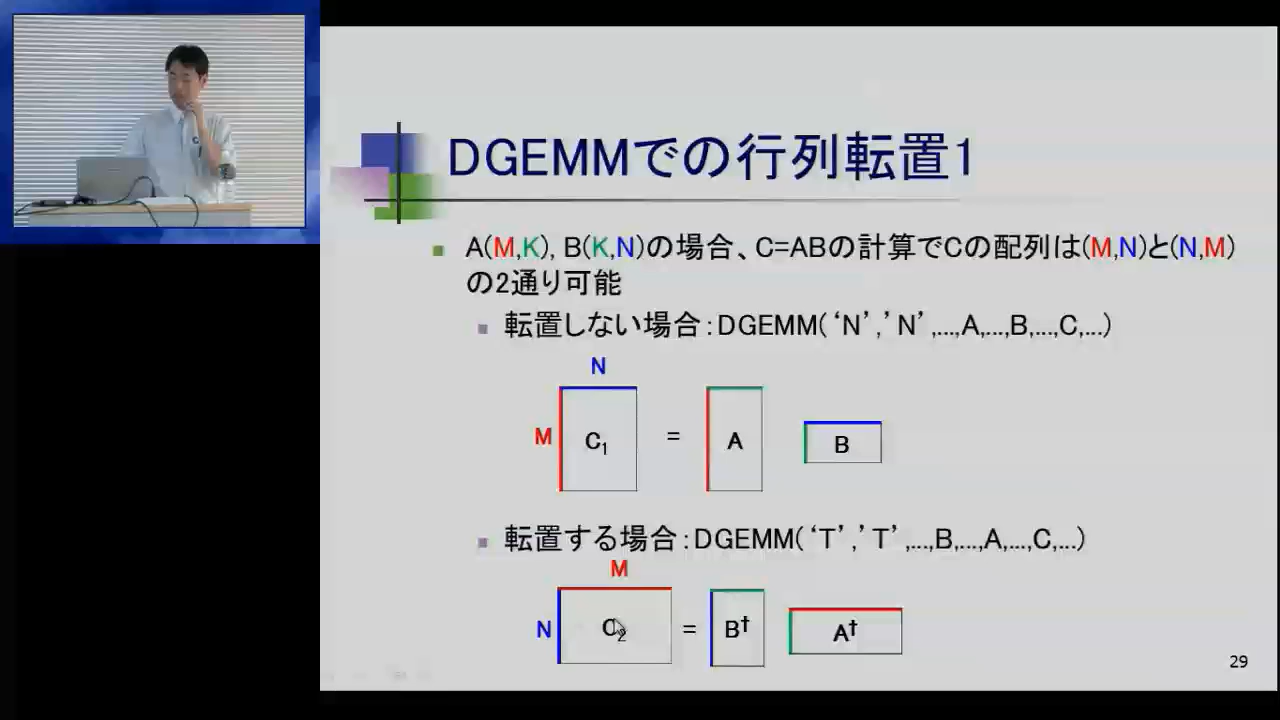 DGEMMでの行列転置1
A(M,K), B(K,N)の場合、C=ABの計算でCの配列は(M,N)と(N,M)
の2通り可能
転置しない場合:DGEMM('N','N',...,A,...,B,...,C,...)
N
M C₁ = A B
転置する場合:DGEMM('T','T',...,B,...,A,...,C,...)
M
N C₂ = B† A†
29